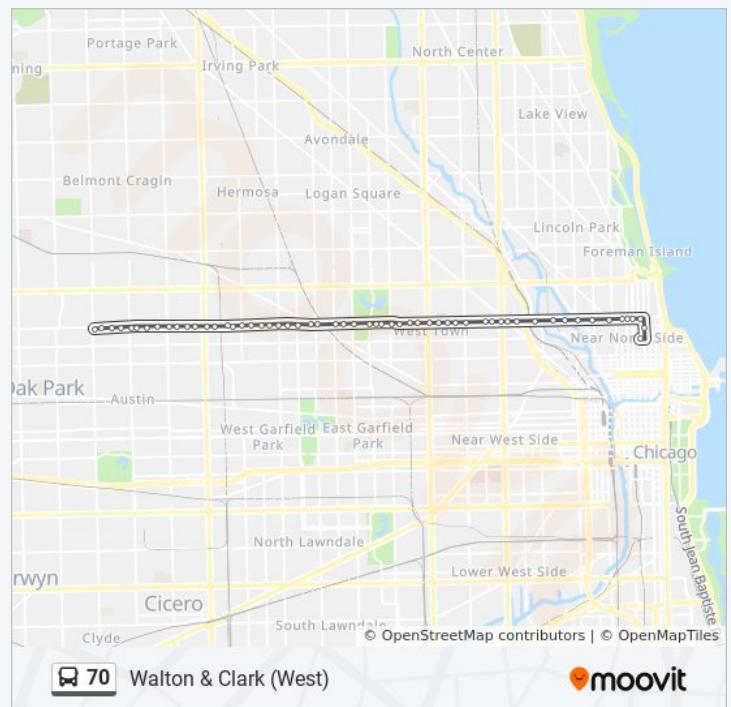 Portage Park
North Center
ning
Irving Park
Lake View
Avondale
Belmont Cragin
Hermosa
Logan Square
Lincoln Park
Foreman Island
West Town
Near North Side
Oak Park
Austin
West Garfield
Park
East Garfield
Park
Near West Side
Chicago
South Jean Baptiste
North Lawndale
rwyn
Lower West Side
Cicero
South Lawndale
Clyde
© OpenStreetMap contributors | © OpenMapTiles
70 Walton & Clark (West)
moovit